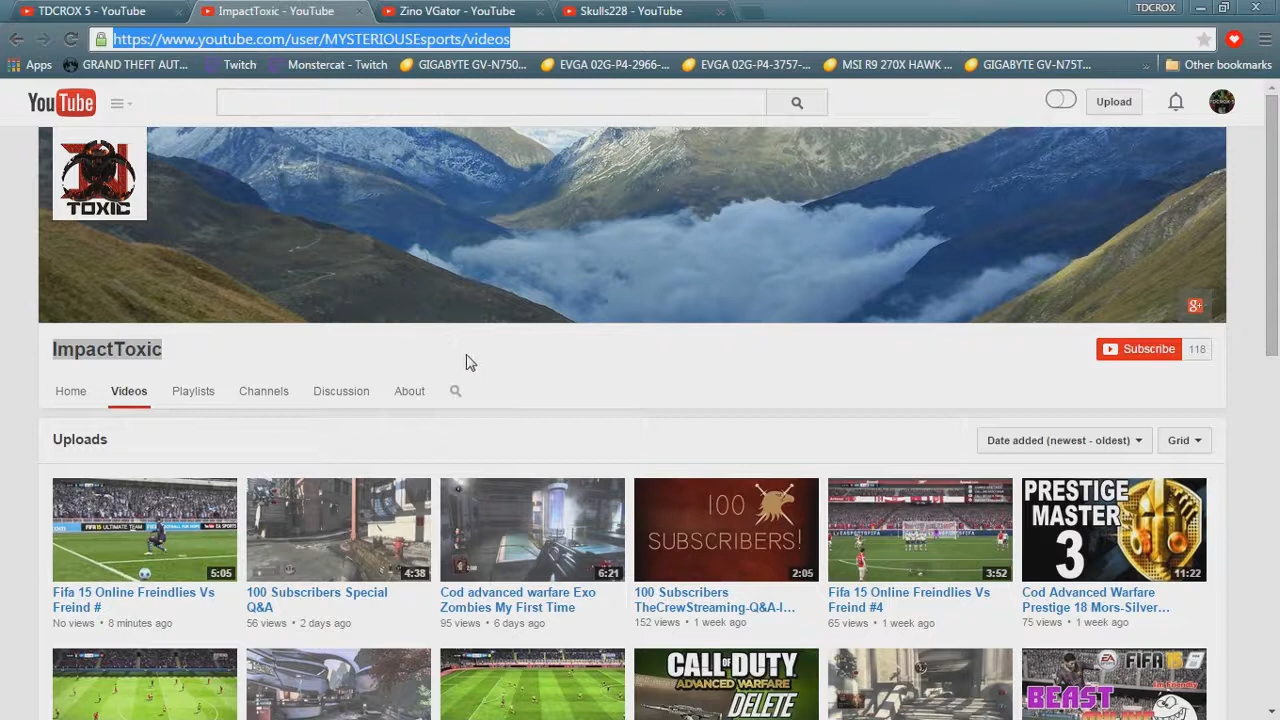 TDCROX 5 - YouTube
ImpactToxic - YouTube
Zino VGator - YouTube
Skulls228 - YouTube
TDCROX
https://www.youtube.com/user/MYSTERIOUSEsports/videos
Apps
GRAND THEFT AUT...
Twitch
Monstercat - Twitch
GIGABYTE GV-N750...
EVGA 02G-P4-2966-...
EVGA 02G-P4-3757-...
MSI R9 270X HAWK ...
GIGABYTE GV-N75T...
»
Other bookmarks
YouTube
Upload
TOXIC
g+
ImpactToxic
Subscribe 118
Home Videos Playlists Channels Discussion About
Uploads
Date added (newest - oldest)
Grid
5:05
4:38
6:21
100
SUBSCRIBERS!
2:05
3:52
PRESTIGE
MASTER
3
11:22
Fifa 15 Online Freindlies Vs
Freind #
No views • 8 minutes ago
100 Subscribers Special
Q&A
56 views • 2 days ago
Cod advanced warfare Exo
Zombies My First Time
95 views • 6 days ago
100 Subscribers
TheCrewStreaming-Q&A-I...
152 views • 1 week ago
Fifa 15 Online Freindlies Vs
Freind #4
65 views • 1 week ago
Cod Advanced Warfare
Prestige 18 Mors-Silver...
75 views • 1 week ago
CALL OF DUTY
ADVANCED WARFARE
DELETE
FIFA 15
BEAST